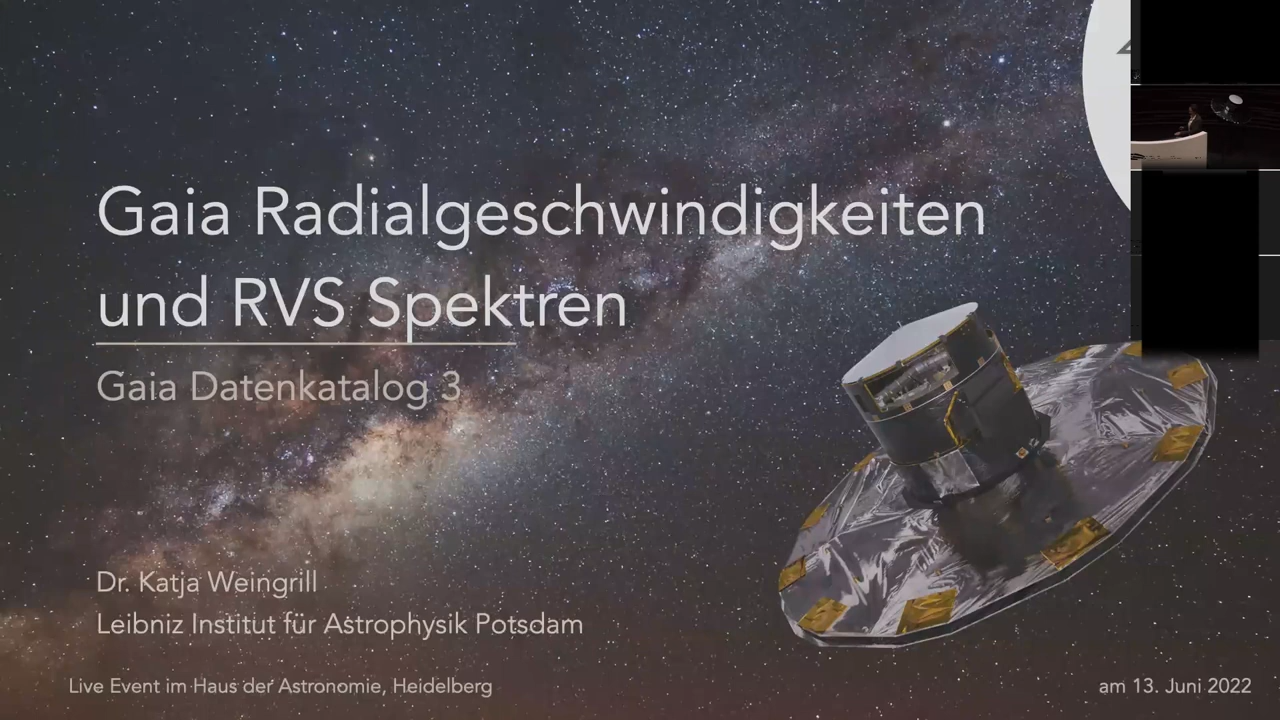 Gaia Radialgeschwindigkeiten
und RVS Spektren
Gaia Datenkatalog 3
Dr. Katja Weingrill
Leibniz Institut für Astrophysik Potsdam
Live Event im Haus der Astronomie, Heidelberg
am 13. Juni 2022